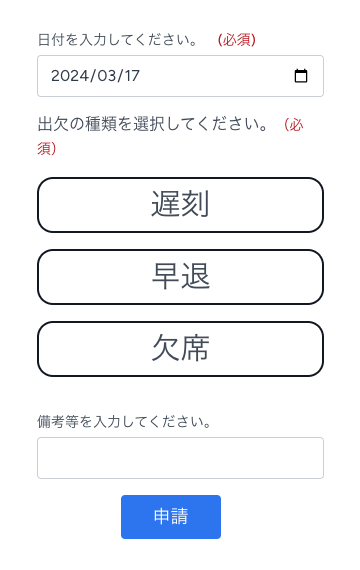 日付を入力してください。 (必須)
2024/03/17
出欠の種類を選択してください。（必
須）
遅刻
早退
欠席
備考等を入力してください。
申請